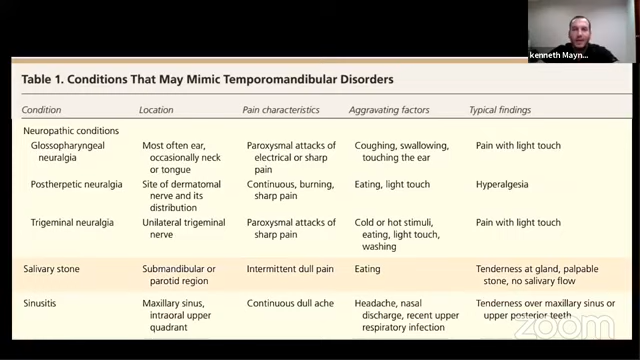 kenneth Mayn...
Table 1. Conditions That May Mimic Temporomandibular Disorders
Condition Location Pain characteristics Aggravating factors Typical findings
Neuropathic conditions
Glossopharyngeal Most often ear, Paroxysmal attacks of Coughing, swallowing, Pain with light touch
neuralgia occasionally neck electrical or sharp touching the ear
or tongue pain
Postherpetic neuralgia Site of dermatomal Continuous, burning, Eating, light touch Hyperalgesia
nerve and its sharp pain
distribution
Trigeminal neuralgia Unilateral trigeminal Paroxysmal attacks of Cold or hot stimuli, Pain with light touch
nerve sharp pain eating, light touch,
washing
Salivary stone Submandibular or Intermittent dull pain Eating Tenderness at gland, palpable
parotid region stone, no salivary flow
Sinusitis Maxillary sinus, Continuous dull ache Headache, nasal Tenderness over maxillary sinus or
intraoral upper discharge, recent upper upper posterior teeth
quadrant respiratory infection
zoom